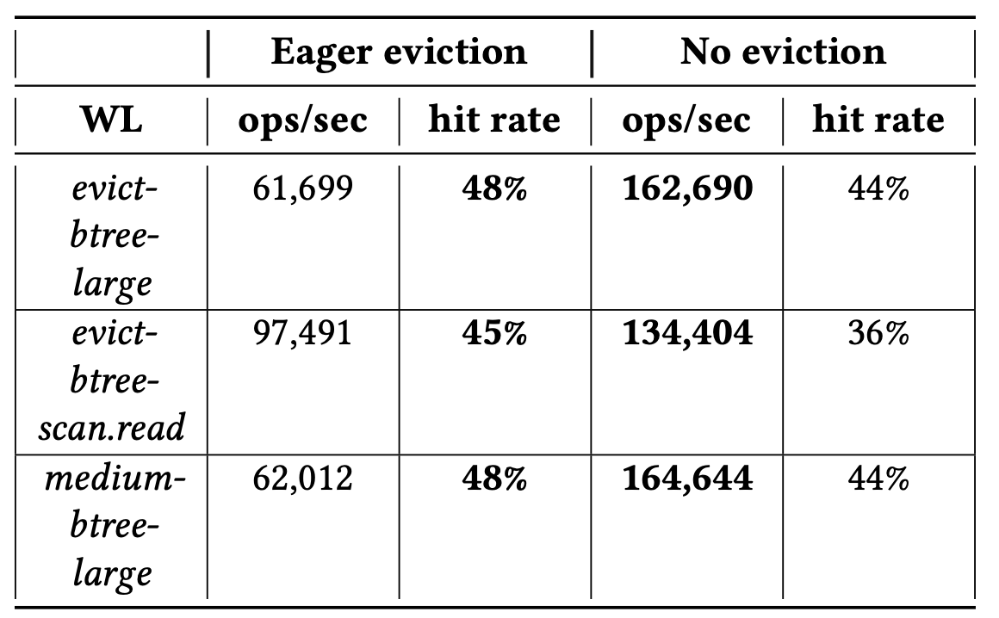 Eager eviction No eviction
WL ops/sec hit rate ops/sec hit rate
evict- 61,699 48% 162,690 44%
btree-
large
evict- 97,491 45% 134,404 36%
btree-
scan.read
medium- 62,012 48% 164,644 44%
btree-
large